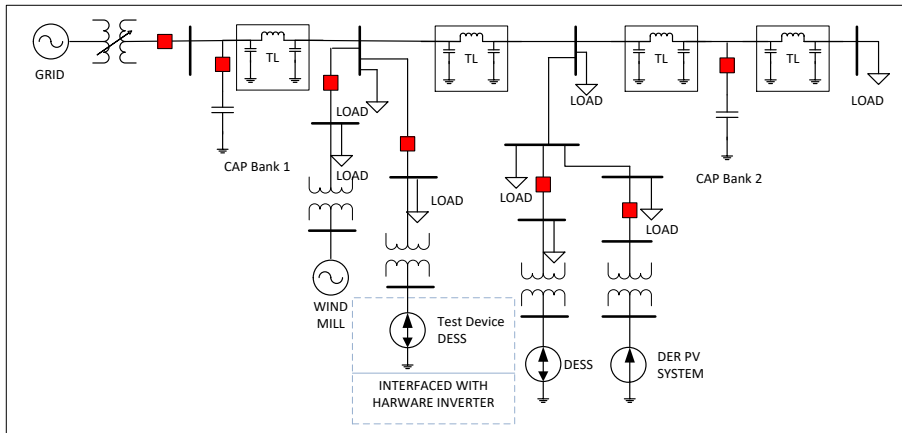 TL
TL
TL
TL
GRID
LOAD
LOAD
LOAD
CAP Bank 1
LOAD
CAP Bank 2
LOAD
LOAD
LOAD
WIND
MILL
Test Device
DESS
DESS
DER PV
SYSTEM
INTERFACED WITH
HARWARE INVERTER